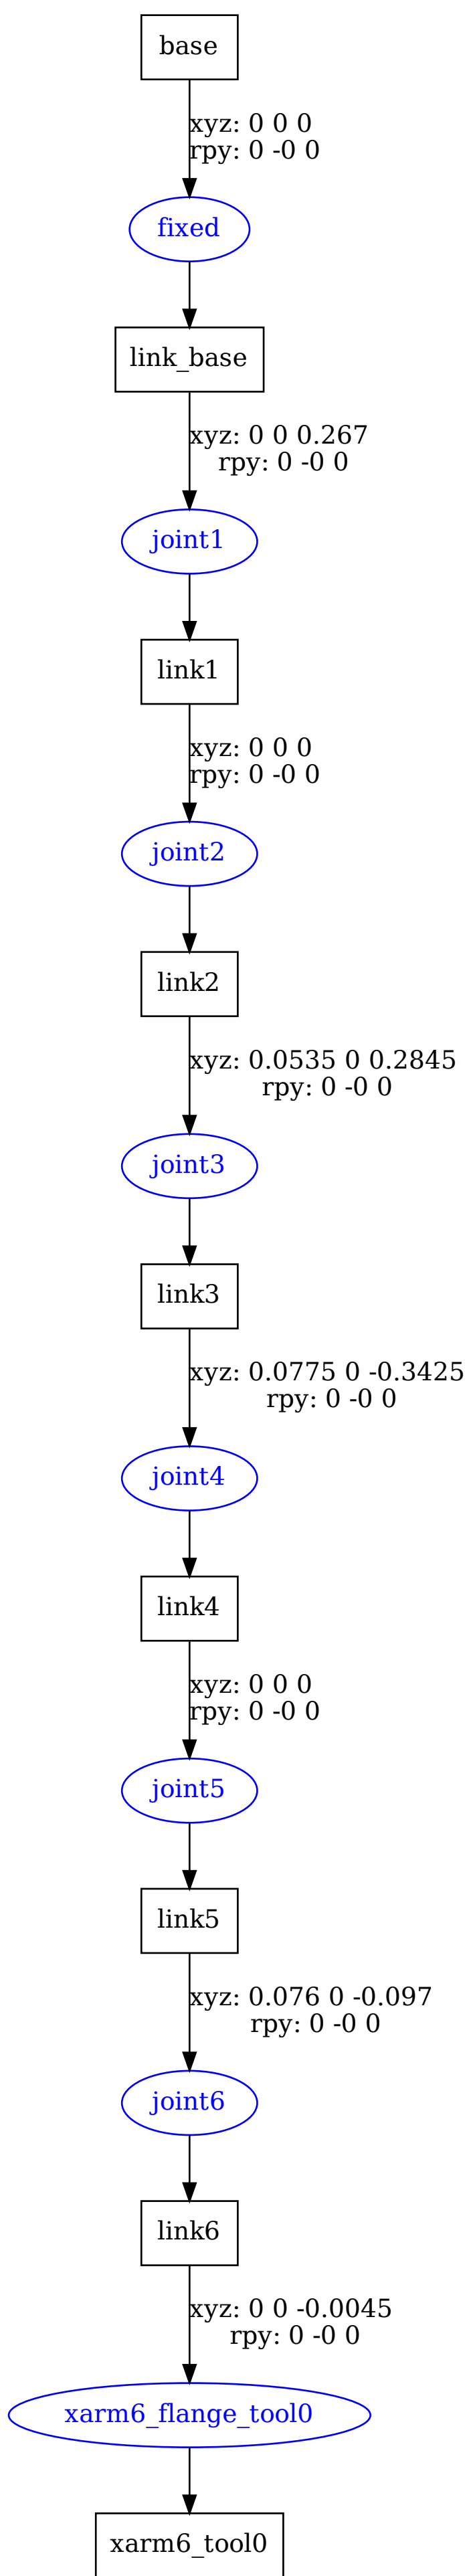 base
xyz: 0 0 0
rpy: 0 -0 0
fixed
link_base
xyz: 0 0 0.267
rpy: 0 -0 0
joint1
link1
xyz: 0 0 0
rpy: 0 -0 0
joint2
link2
xyz: 0.0535 0 0.2845
rpy: 0 -0 0
joint3
link3
xyz: 0.0775 0 -0.3425
rpy: 0 -0 0
joint4
link4
xyz: 0 0 0
rpy: 0 -0 0
joint5
link5
xyz: 0.076 0 -0.097
rpy: 0 -0 0
joint6
link6
xyz: 0 0 -0.0045
rpy: 0 -0 0
xarm6_flange_tool0
xarm6_tool0